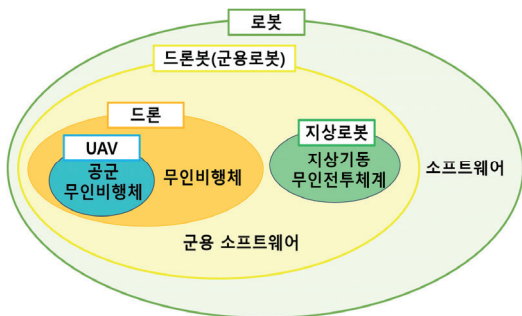 로봇
드론봇(군용로봇)
드론
UAV
공군
무인비행체
무인비행체
지상로봇
지상기동
무인전투체계
소프트웨어
군용 소프트웨어